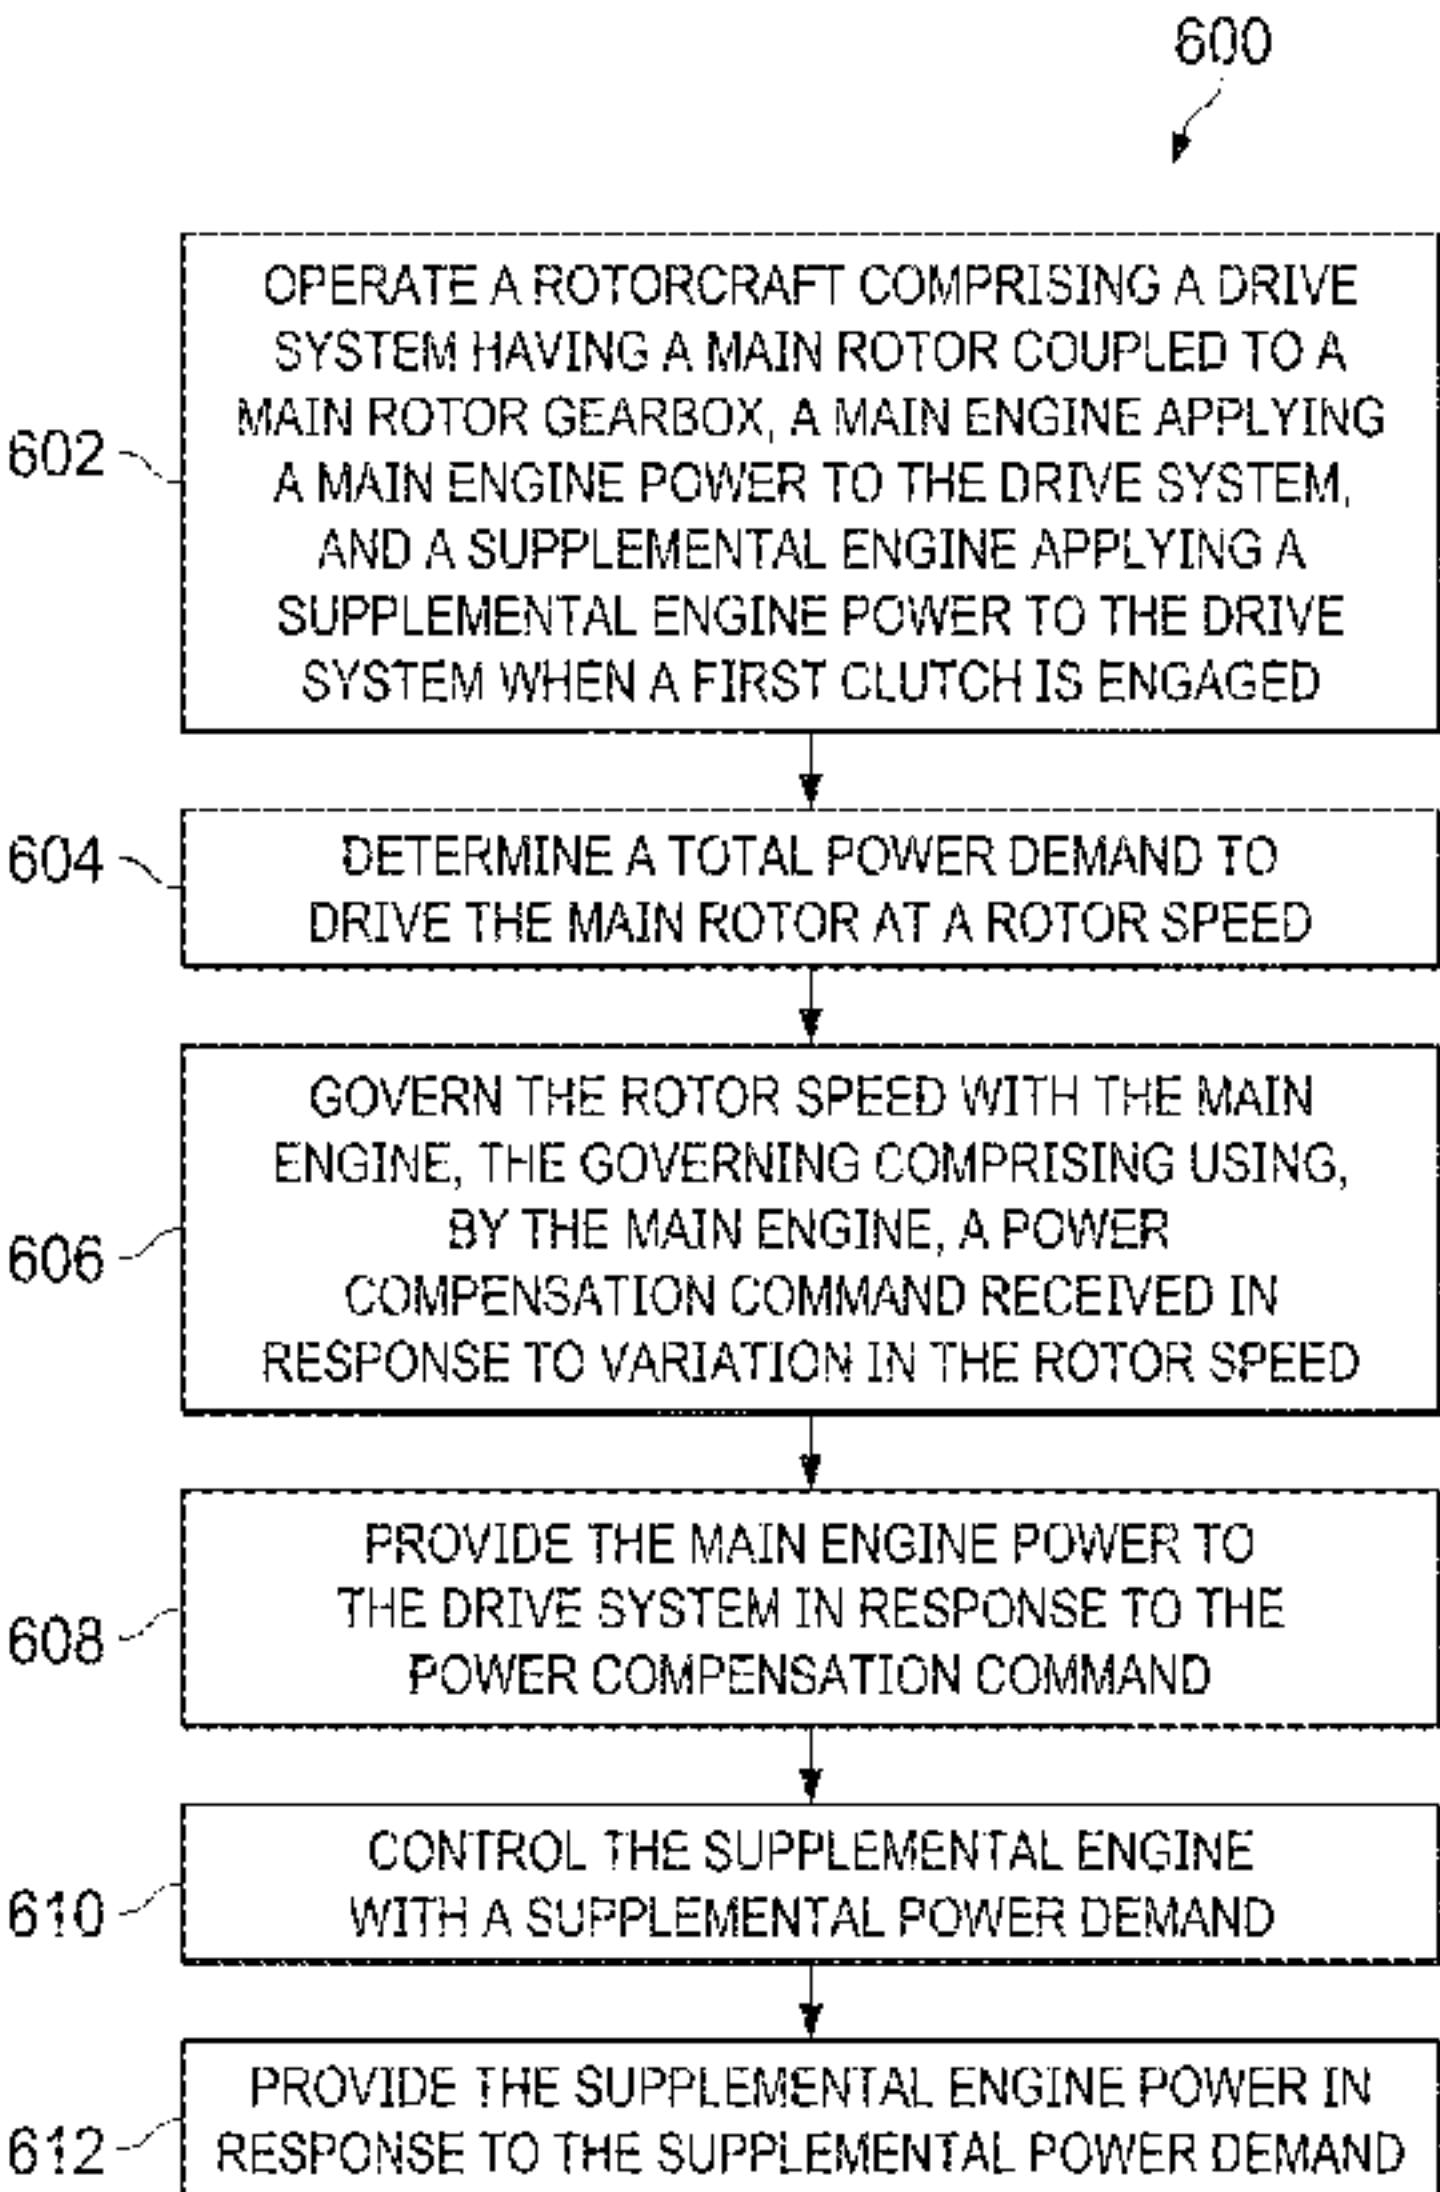 600
602
OPERATE A ROTORCRAFT COMPRISING A DRIVE
SYSTEM HAVING A MAIN ROTOR COUPLED TO A
MAIN ROTOR GEARBOX, A MAIN ENGINE APPLYING
A MAIN ENGINE POWER TO THE DRIVE SYSTEM,
AND A SUPPLEMENTAL ENGINE APPLYING A
SUPPLEMENTAL ENGINE POWER TO THE DRIVE
SYSTEM WHEN A FIRST CLUTCH IS ENGAGED
604
DETERMINE A TOTAL POWER DEMAND TO
DRIVE THE MAIN ROTOR AT A ROTOR SPEED
606
GOVERN THE ROTOR SPEED WITH THE MAIN
ENGINE, THE GOVERNING COMPRISING USING,
BY THE MAIN ENGINE, A POWER
COMPENSATION COMMAND RECEIVED IN
RESPONSE TO VARIATION IN THE ROTOR SPEED
608
PROVIDE THE MAIN ENGINE POWER TO
THE DRIVE SYSTEM IN RESPONSE TO THE
POWER COMPENSATION COMMAND
610
CONTROL THE SUPPLEMENTAL ENGINE
WITH A SUPPLEMENTAL POWER DEMAND
612
PROVIDE THE SUPPLEMENTAL ENGINE POWER IN
RESPONSE TO THE SUPPLEMENTAL POWER DEMAND